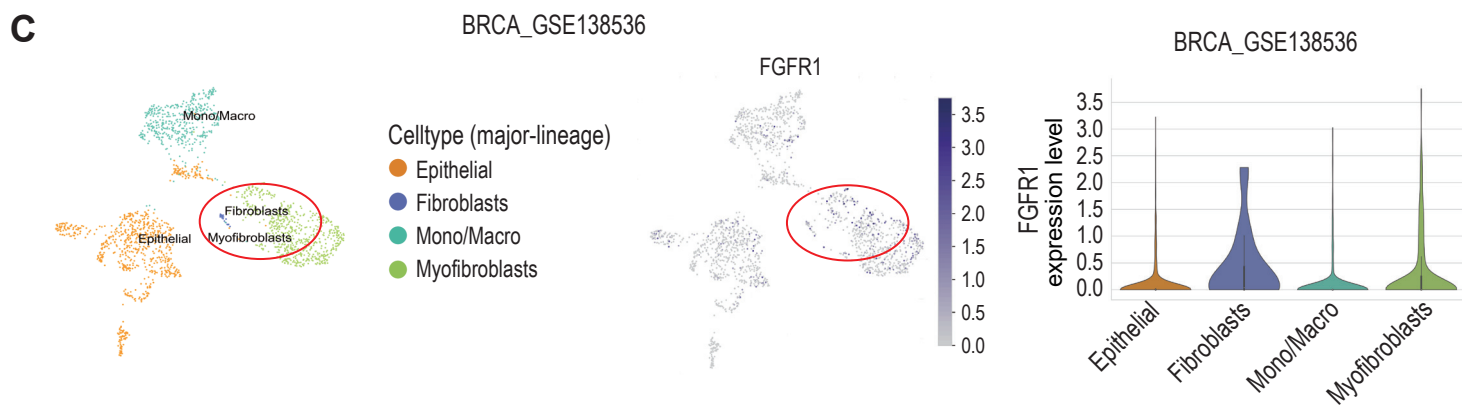 C
BRCA_GSE138536
Mono/Macro
Fibroblasts
Myofibroblasts
Epithelial
Celltype (major-lineage)
Epithelial
Fibroblasts
Mono/Macro
Myofibroblasts
FGFR1
3.5
3.0
2.5
2.0
1.5
1.0
0.5
0.0
BRCA_GSE138536
FGFR1
expression level
3.5
3.0
2.5
2.0
1.5
1.0
0.5
0.0
Epithelial
Fibroblasts
Mono/Macro
Myofibroblasts